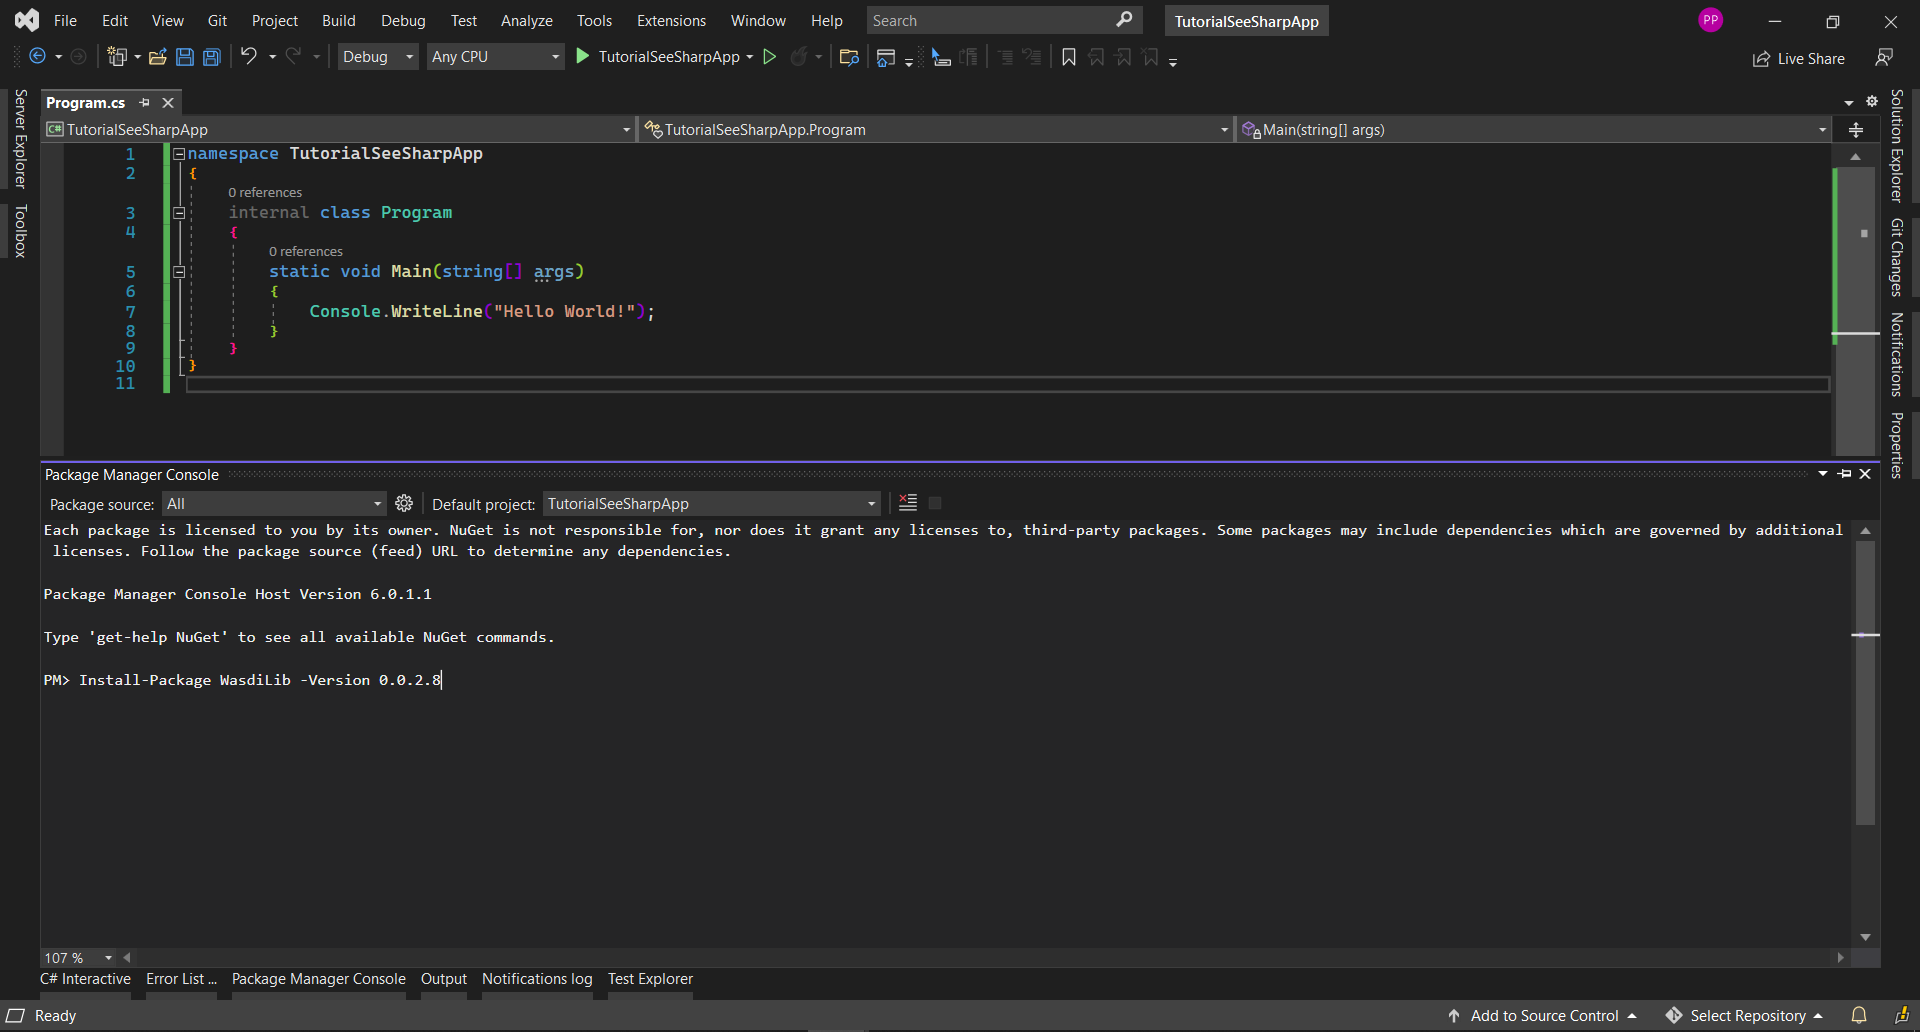 File Edit View Git Project Build Debug Test Analyze Tools Extensions Window Help Search TutorialSeeSharpApp PP
Debug Any CPU TutorialSeeSharpApp Live Share
Server Explorer
Toolbox
Program.cs
TutorialSeeSharpApp TutorialSeeSharpApp.Program Main(string[] args)
1 namespace TutorialSeeSharpApp
2 {
0 references
3 internal class Program
4 {
0 references
5 static void Main(string[] args)
6 {
7 Console.WriteLine("Hello World!");
8 }
9 }
10 }
11
Solution Explorer
Git Changes
Notifications
Properties
Package Manager Console
Package source: All Default project: TutorialSeeSharpApp
Each package is licensed to you by its owner. NuGet is not responsible for, nor does it grant any licenses to, third-party packages. Some packages may include dependencies which are governed by additional
licenses. Follow the package source (feed) URL to determine any dependencies.
Package Manager Console Host Version 6.0.1.1
Type 'get-help NuGet' to see all available NuGet commands.
PM> Install-Package WasdiLib -Version 0.0.2.8
107 %
C# Interactive Error List ... Package Manager Console Output Notifications log Test Explorer
Ready Add to Source Control Select Repository